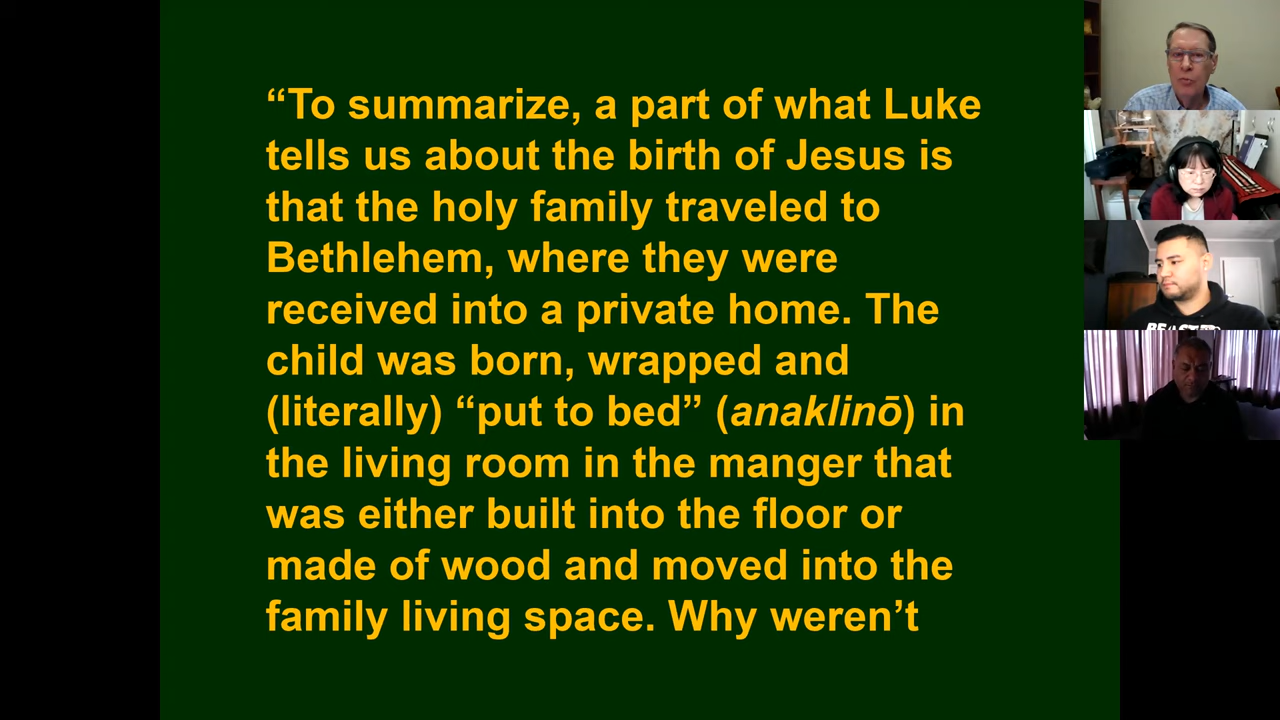 “To summarize, a part of what Luke
tells us about the birth of Jesus is
that the holy family traveled to
Bethlehem, where they were
received into a private home. The
child was born, wrapped and
(literally) “put to bed” (anaklinō) in
the living room in the manger that
was either built into the floor or
made of wood and moved into the
family living space. Why weren’t